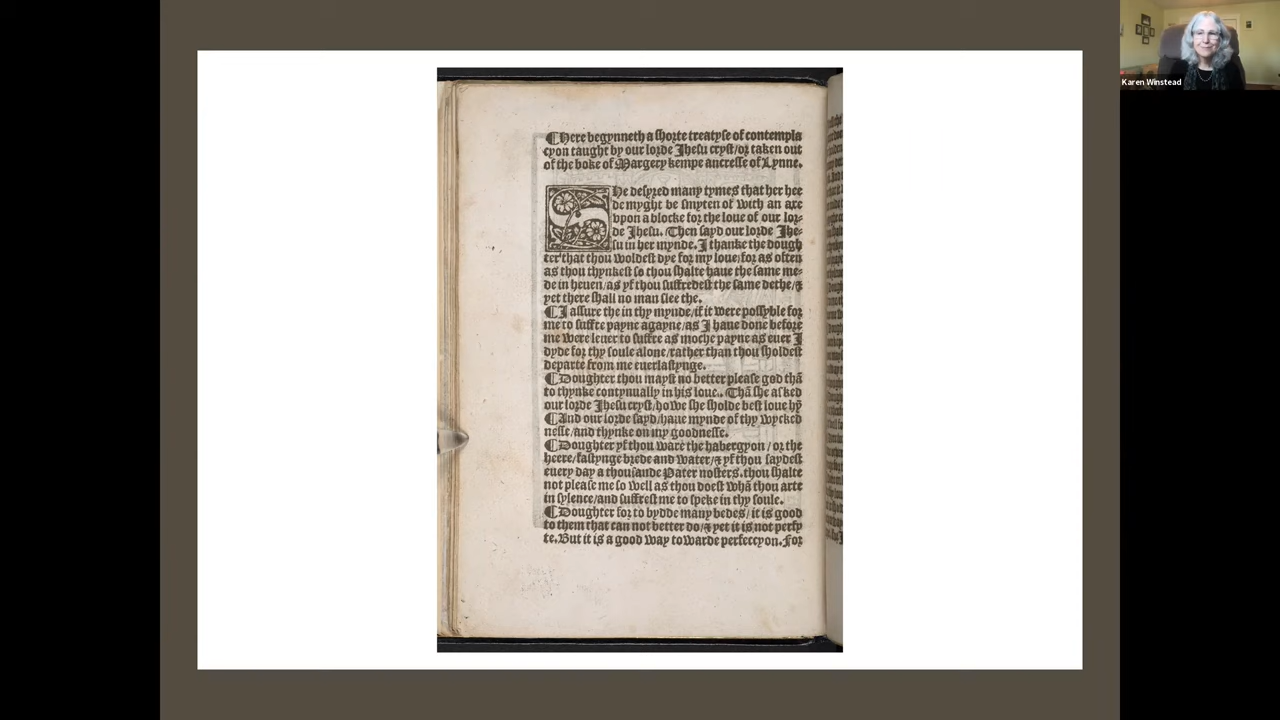 ¶Here begynneth a shorte treatyse of contempla
cyon taught by our lorde Jhesu cryst/or taken out
of the boke of Margery kempe ancresse of Lynne.
She desyred many tymes that her hee
de myght be smyten of with an axe
vpon a blocke for the loue of our lor-
de Jhesu. Then sayd our lorde Jhe-
su in her mynde. I thanke the dough
ter that thou woldest dye for my loue/for as often
as thou thynkest so thou shalte haue the same me-
de in heuen/as yf thou suffredest the same dethe/&
yet there shall no man slee the.
¶I assure the in thy mynde/if it were possyble for
me to suffre payne agayne/as I haue done before
me were leuer to suffre as moche payne as euer I
dyde for thy soule alone/rather than thou sholdest
departe from me euerlastynge.
¶Doughter thou mayst no better please god thā
to thynke contynually in his loue.. Thā she asked
our lorde Jhesu cryst/howe she sholde best loue hȳ
¶And our lorde sayd/haue mynde of thy wycked
nesse/and thynke on my goodnesse.
¶Doughter yf thou ware the habergyon/or the
heere/fastynge brede and water/& yf thou saydest
euery day a thousande Pater nosters. thou shalte
not please me so well as thou doest whā thou arte
in sylence/and suffrest me to speke in thy soule.
¶Doughter for to bydde many bedes/it is good
to them that can not better do/& yet it is not perfy
te. But it is a good way towarde perfeccyon. For
Karen Winstead